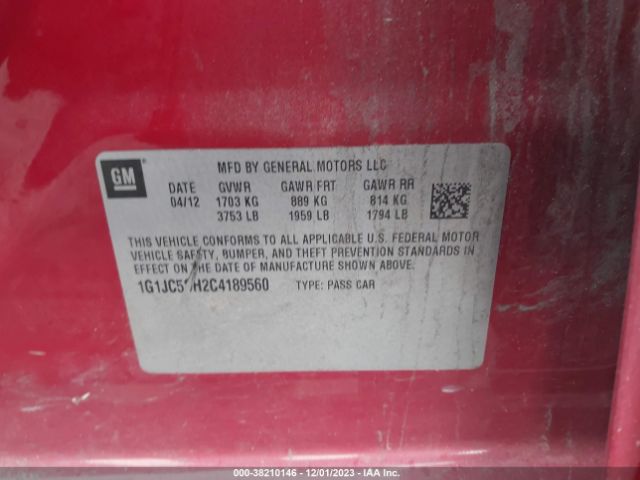 GM
MFD BY GENERAL MOTORS LLC
DATE GVWR GAWR FRT GAWR RR
04/12 1703 KG 889 KG 814 KG
3753 LB 1959 LB 1794 LB
THIS VEHICLE CONFORMS TO ALL APPLICABLE U.S. FEDERAL MOTOR
VEHICLE SAFETY, BUMPER, AND THEFT PREVENTION STANDARDS IN
EFFECT ON THE DATE OF MANUFACTURE SHOWN ABOVE.
TYPE: PASS CAR
000-38210146 - 12/01/2023 - IAA Inc.